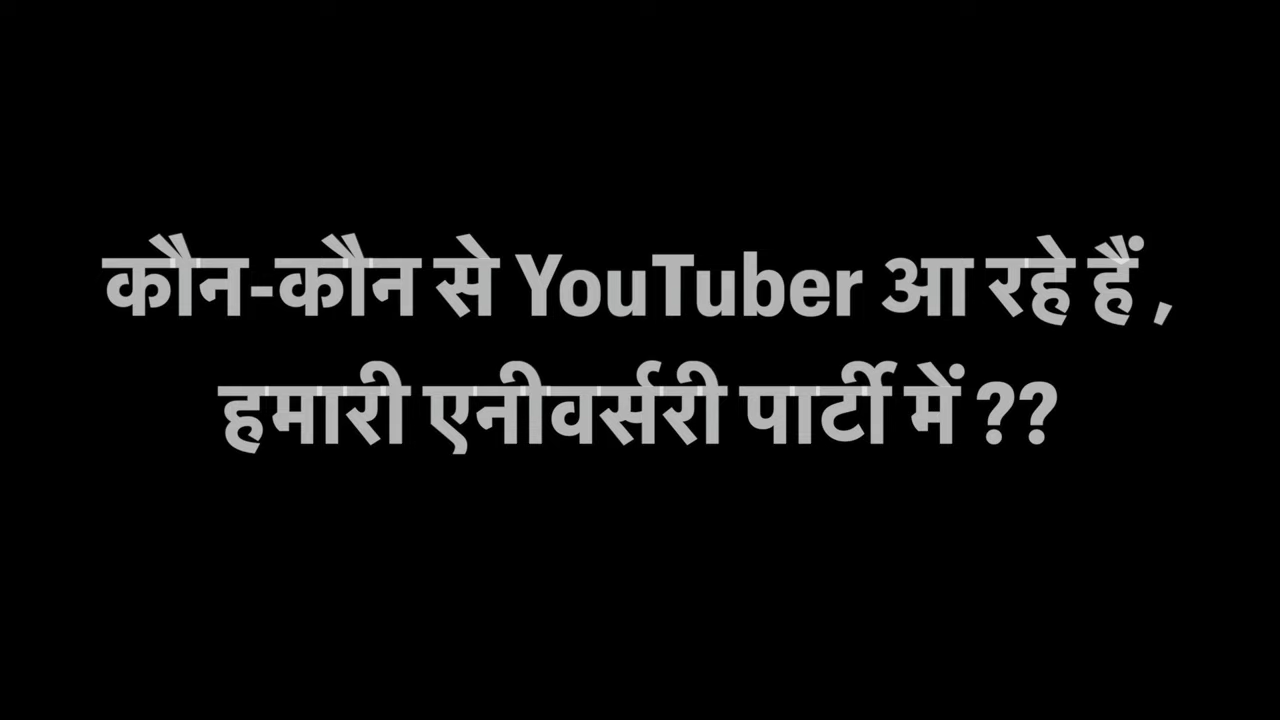 कौन-कौन से YouTuber आ रहे हैं ,
हमारी एनीवर्सरी पार्टी में ??